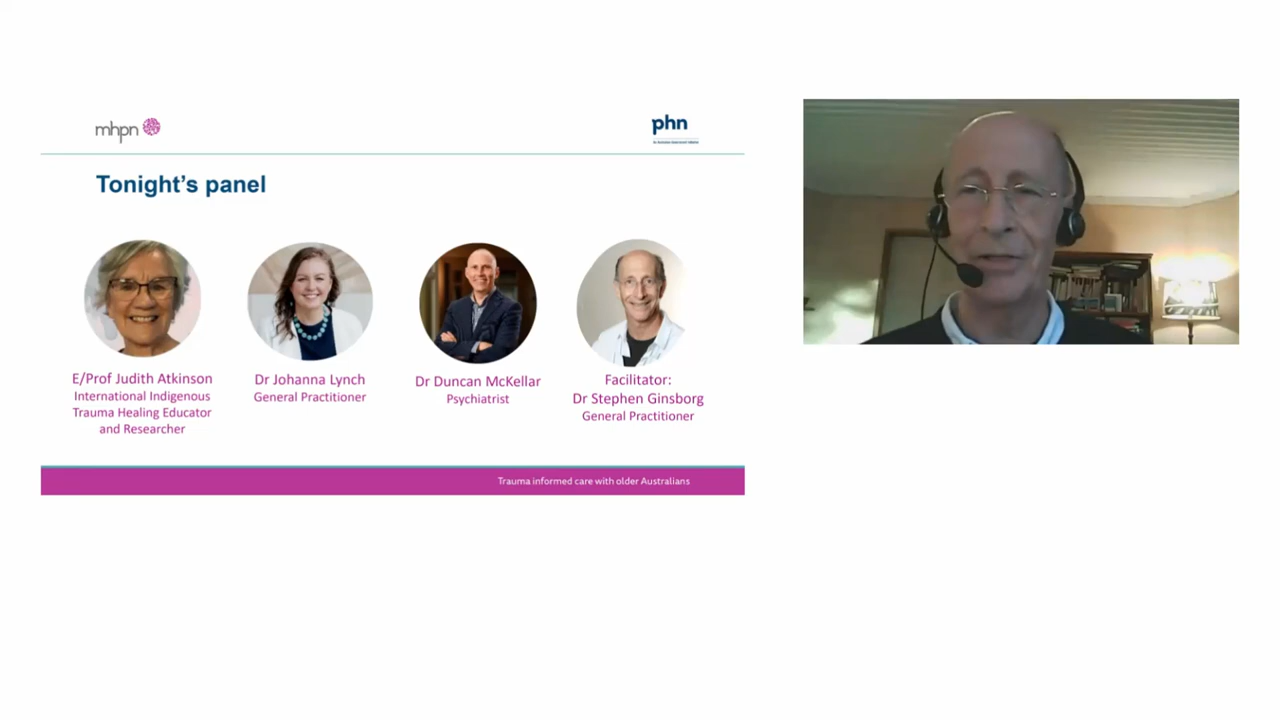 mhpn
phn
Tonight's panel
E/Prof Judith Atkinson
International Indigenous
Trauma Healing Educator
and Researcher
Dr Johanna Lynch
General Practitioner
Dr Duncan McKellar
Psychiatrist
Facilitator:
Dr Stephen Ginsborg
General Practitioner
Trauma informed care with older Australians